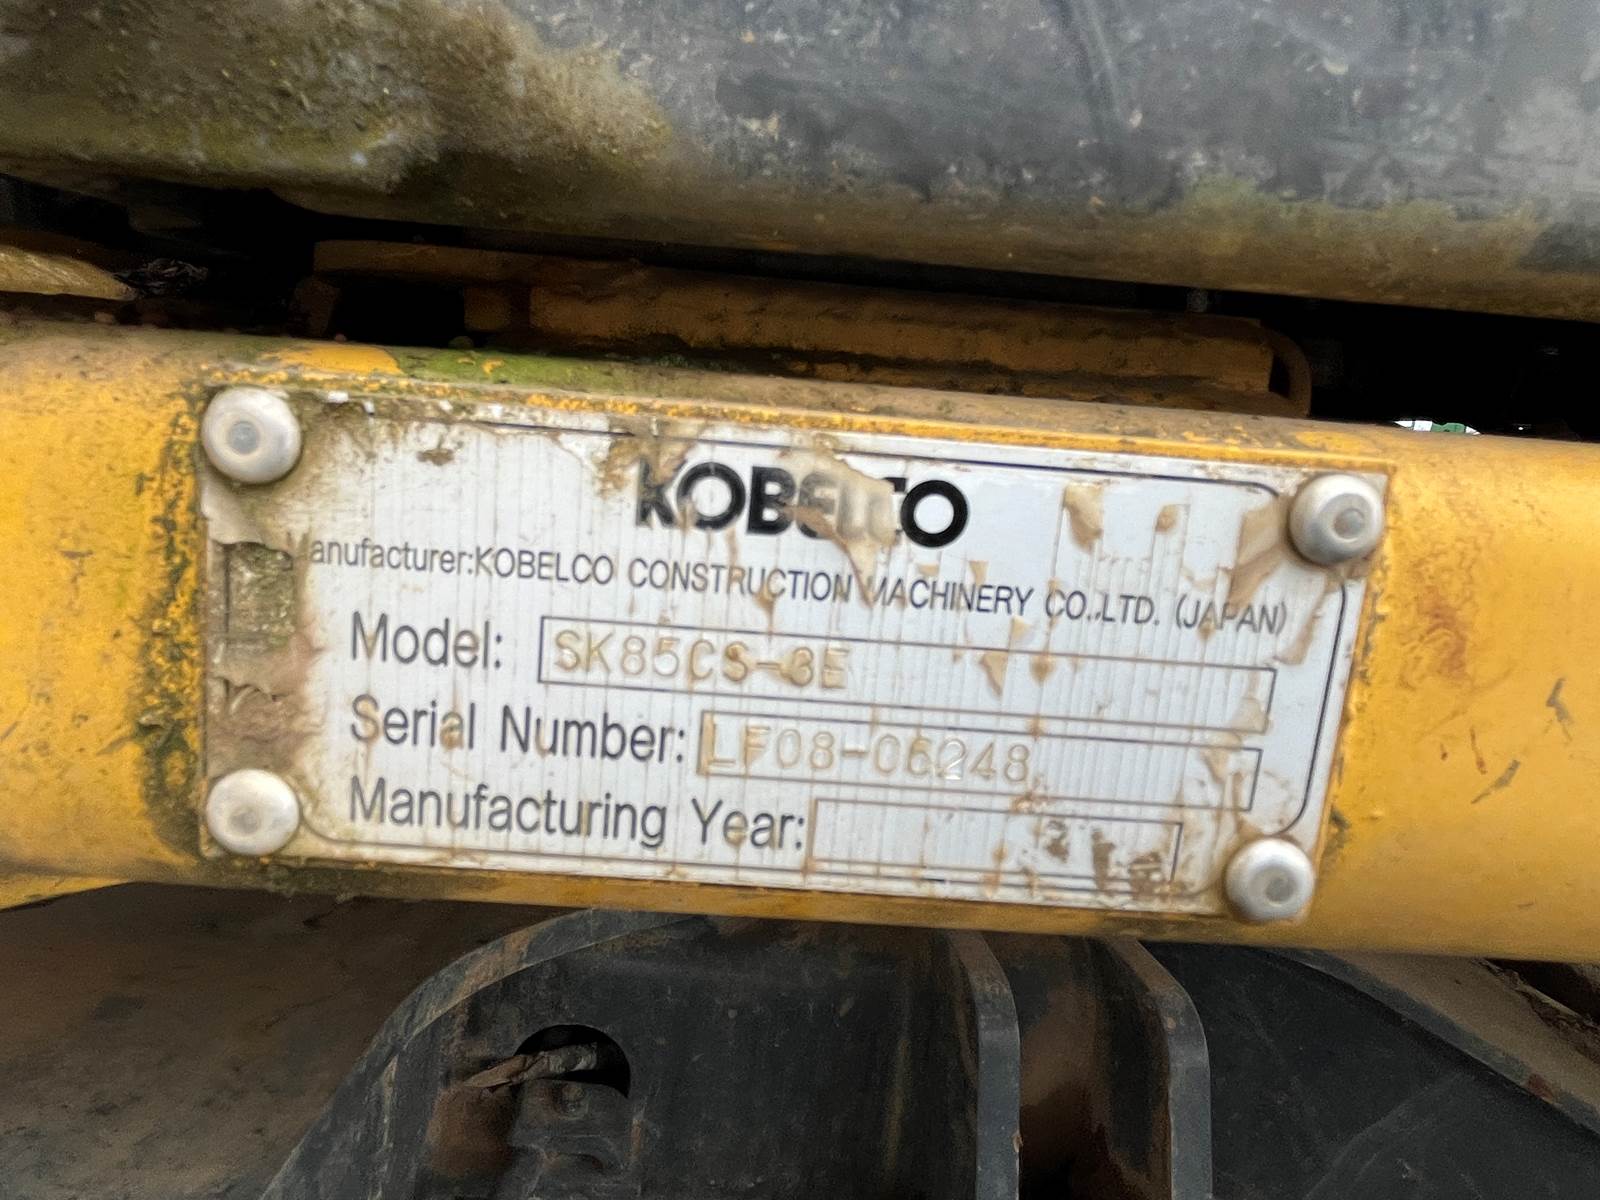 KOBELCO
Manufacturer:KOBELCO CONSTRUCTION MACHINERY CO.,LTD. (JAPAN)
Model: SK85CS-3E
Serial Number: LF08-06248
Manufacturing Year: